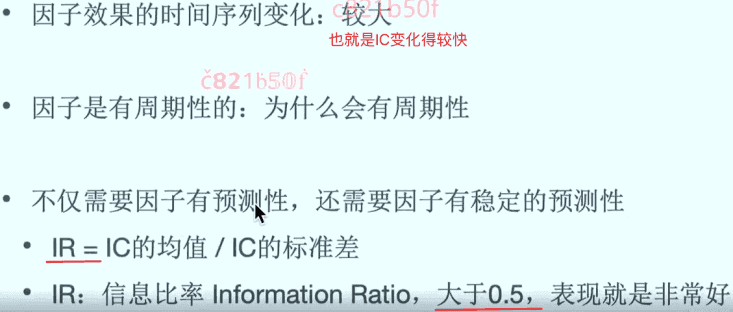 • 因子效果的时间序列变化：较大
也就是IC变化得较快
č821b50f
• 因子是有周期性的：为什么会有周期性
• 不仅需要因子有预测性，还需要因子有稳定的预测性
• IR = IC的均值 / IC的标准差
• IR：信息比率 Information Ratio，大于0.5，表现就是非常好